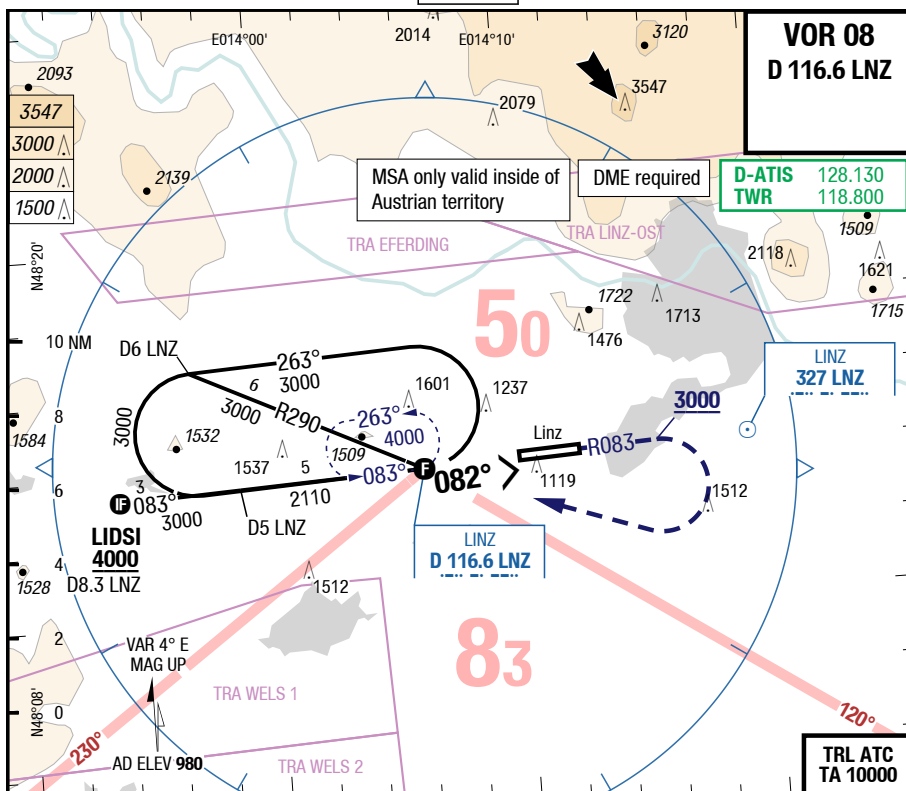 E014°00'
2014
E014°10'
3120
VOR 08
D 116.6 LNZ
2093
3547
3547
2079
3000
2000
1500
2139
MSA only valid inside of
Austrian territory
DME required
D-ATIS 128.130
TWR 118.800
1509
TRA EFERDING
TRA LINZ-OST
2118
1621
N48°20'
1722
1713
1715
50
1476
10 NM
D6 LNZ
263°
3000
6
LINZ
327 LNZ
8
3000
3000
R290
1601
1237
263°
4000
3000
1584
1532
1509
Linz
R083
1537
5
083°
F
082°
1119
6
3
IF
083°
3000
2110
1512
LIDSI
4000
D5 LNZ
LINZ
D 116.6 LNZ
4
1528
D8.3 LNZ
1512
2
VAR 4° E
MAG UP
83
TRA WELS 1
N48°08'
0
230°
120°
AD ELEV 980
TRA WELS 2
TRL ATC
TA 10000